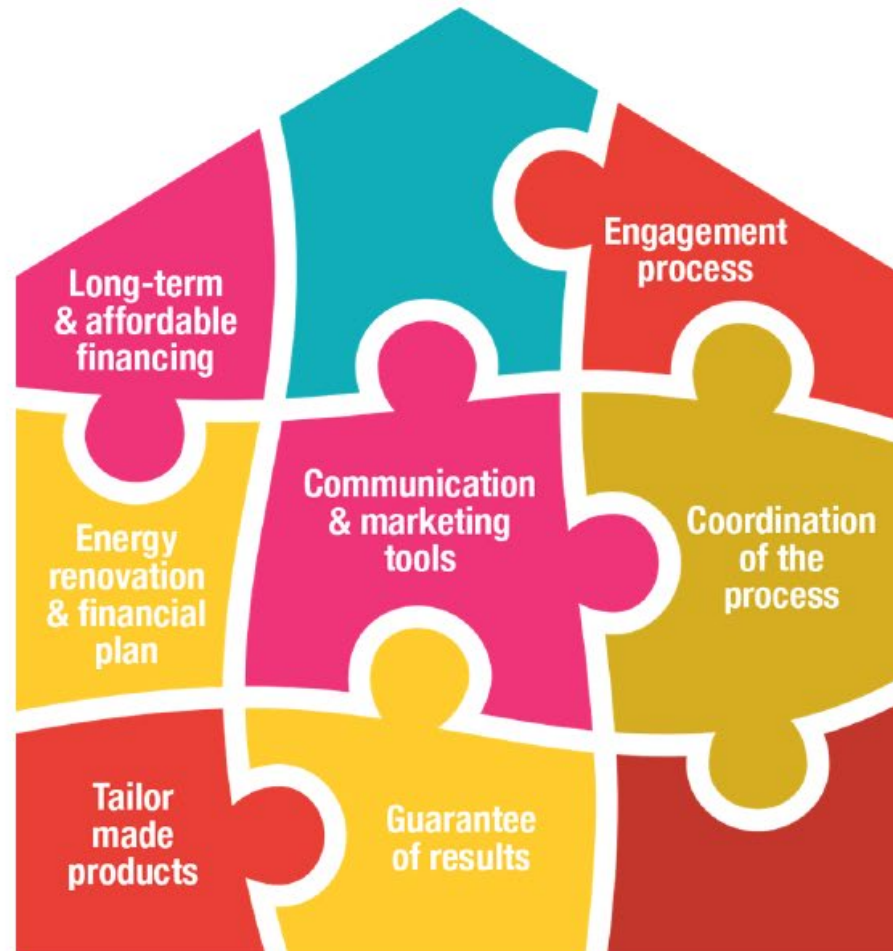 Long-term
& affordable
financing
Engagement
process
Energy
renovation
& financial
plan
Communication
& marketing
tools
Coordination
of the
process
Tailor
made
products
Guarantee
of results